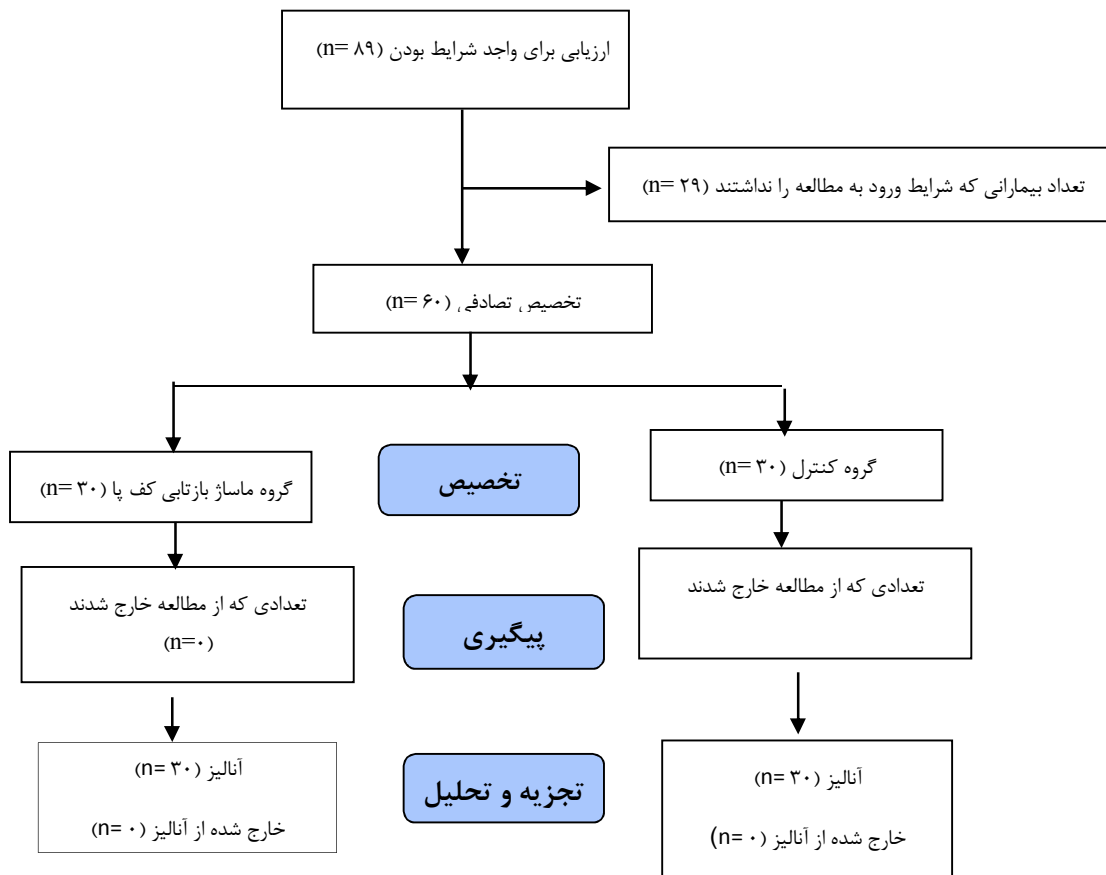 ارزیابی برای واجد شرایط بودن (n= ۸۹)
تعداد بیمارانی که شرایط ورود به مطالعه را نداشتند (n= ۲۹)
تخصیص تصادفی (n= ۶۰)
گروه کنترل (n= ۳۰)
تخصیص
گروه ماساژ بازتابی کف پا (n= ۳۰)
تعدادی که از مطالعه خارج شدند
پیگیری
تعدادی که از مطالعه خارج شدند
(n=۰)
آنالیز (n= ۳۰)
خارج شده از آنالیز (n= ۰)
تجزیه و تحلیل
آنالیز (n= ۳۰)
خارج شده از آنالیز (n= ۰)